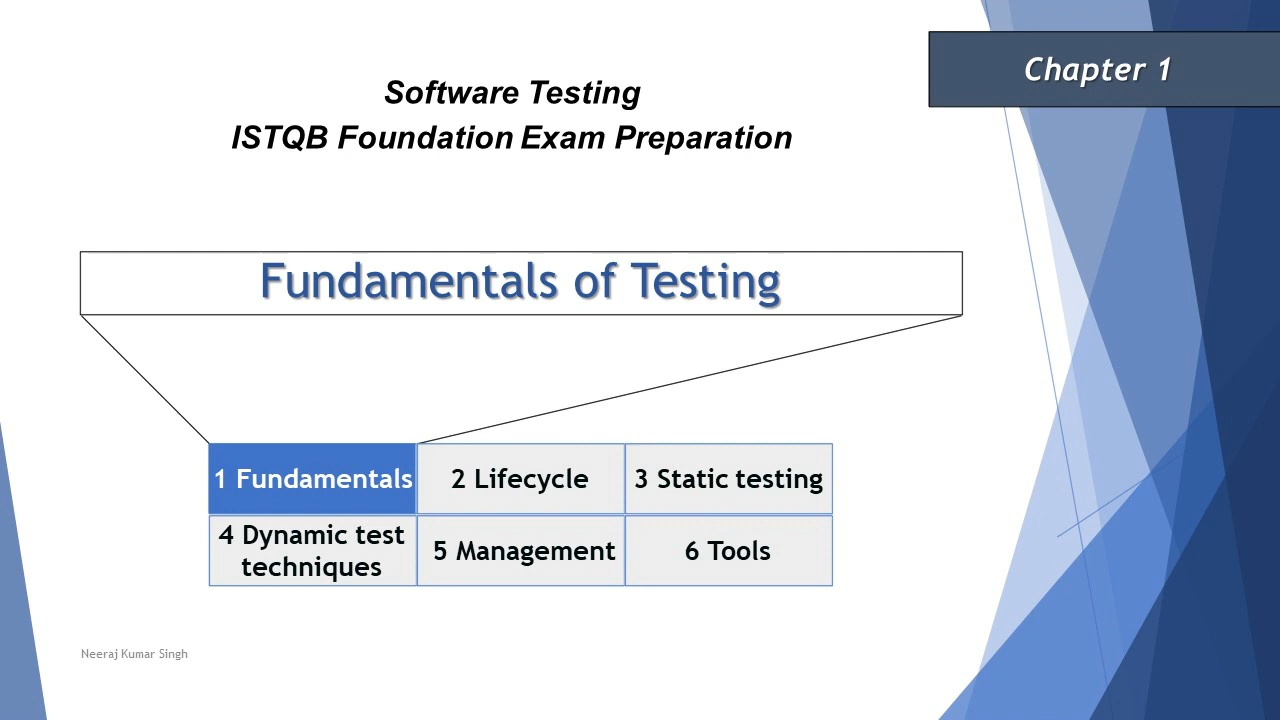 Chapter 1
Software Testing
ISTQB Foundation Exam Preparation
Fundamentals of Testing
1 Fundamentals
2 Lifecycle
3 Static testing
4 Dynamic test
techniques
5 Management
6 Tools
Neeraj Kumar Singh